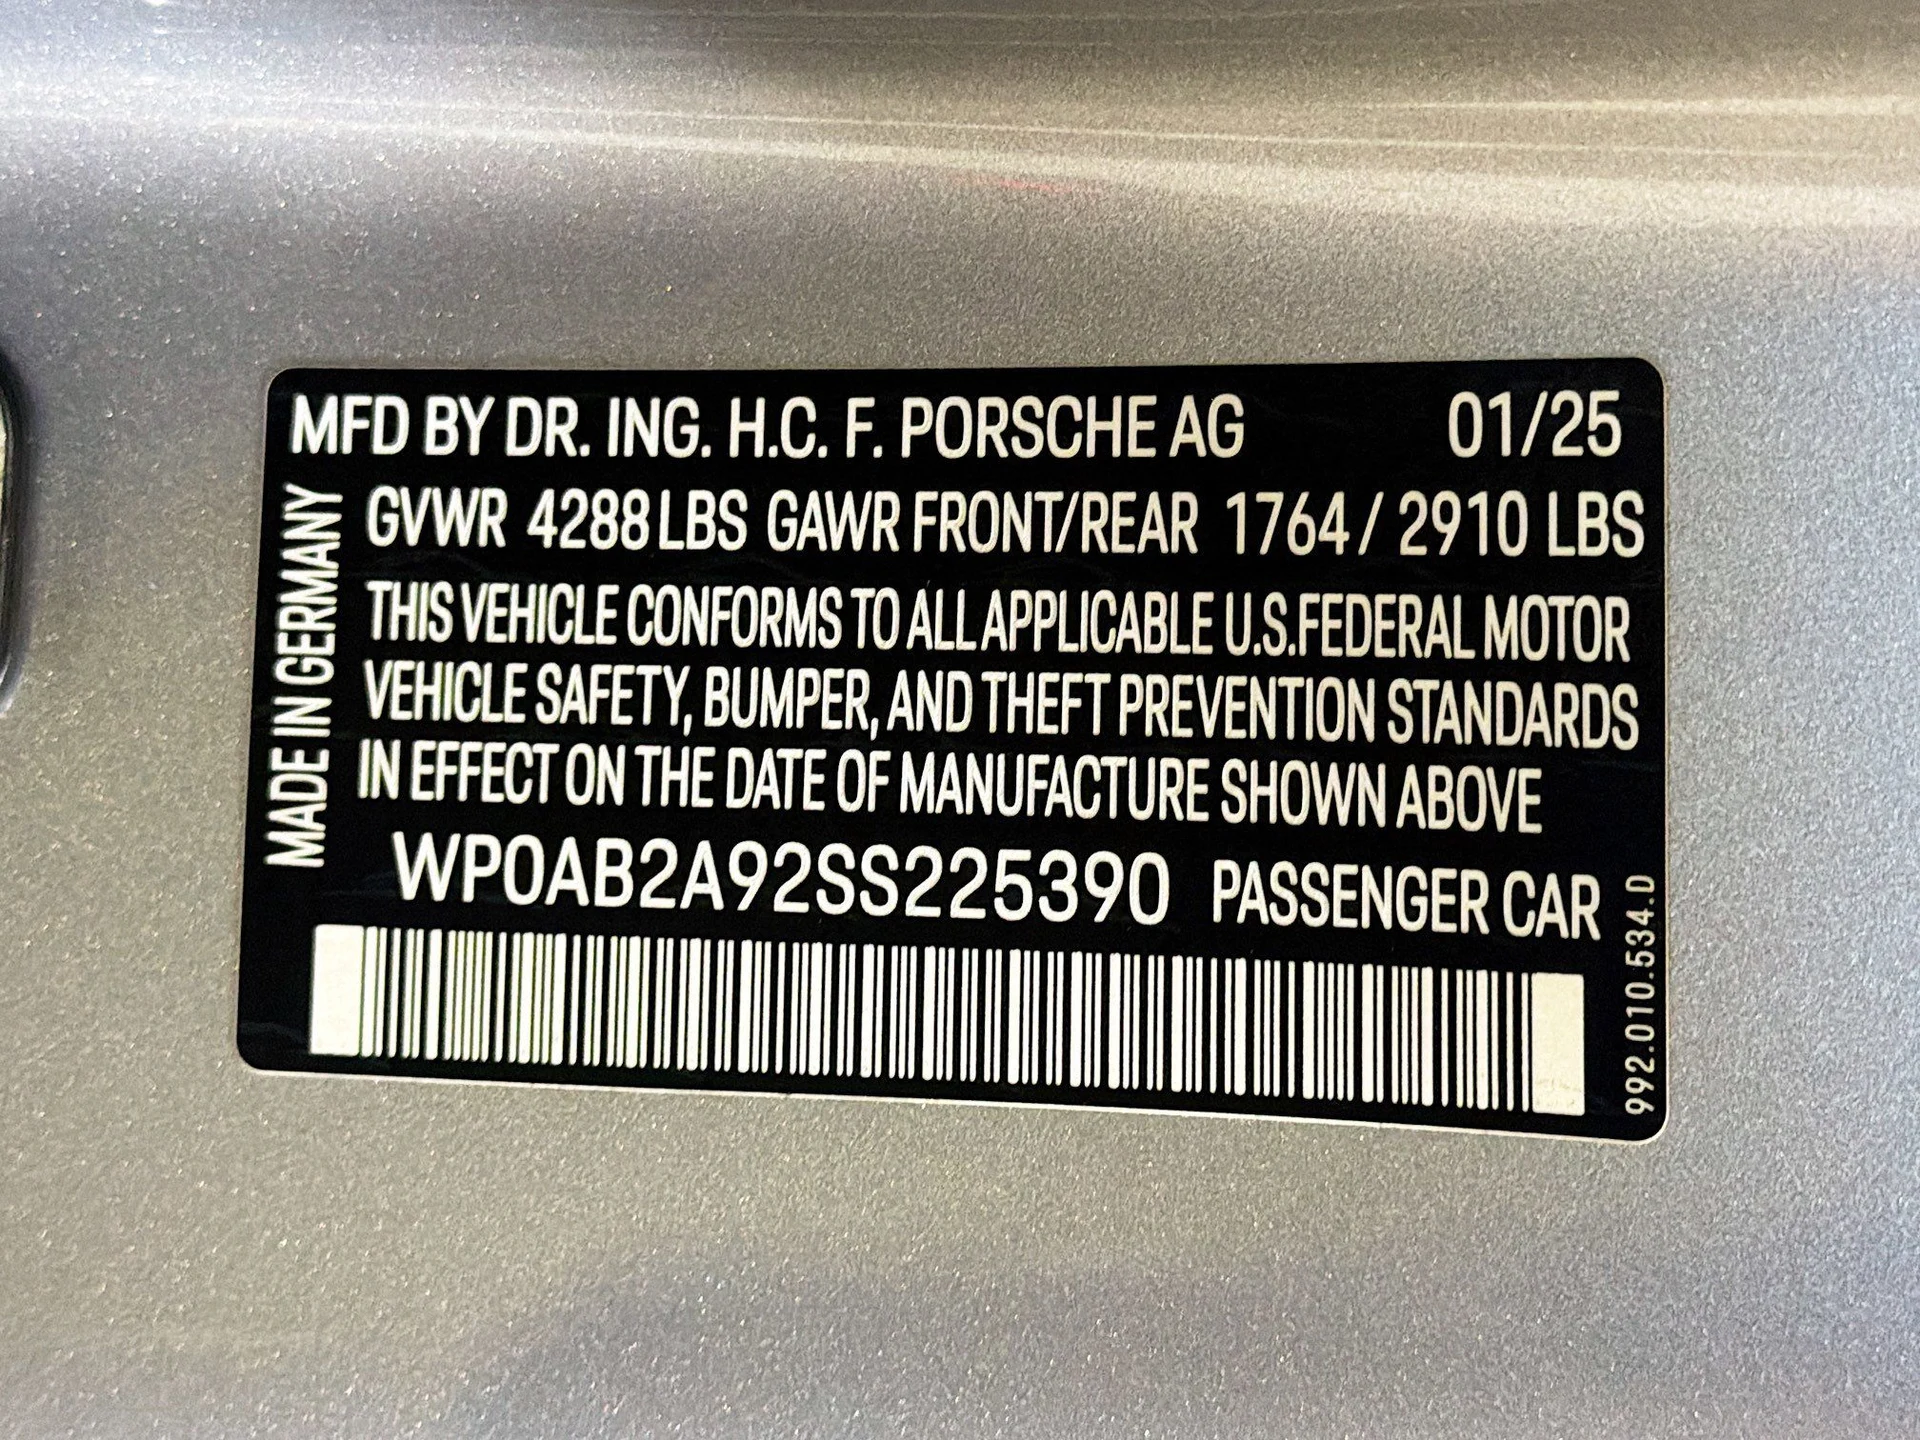 MFD BY DR. ING. H.C. F. PORSCHE AG 01/25
GVWR 4288 LBS GAWR FRONT/REAR 1764 / 2910 LBS
THIS VEHICLE CONFORMS TO ALL APPLICABLE U.S.FEDERAL MOTOR
VEHICLE SAFETY, BUMPER, AND THEFT PREVENTION STANDARDS
IN EFFECT ON THE DATE OF MANUFACTURE SHOWN ABOVE
WP0AB2A92SS225390 PASSENGER CAR
MADE IN GERMANY
992.010.534.D